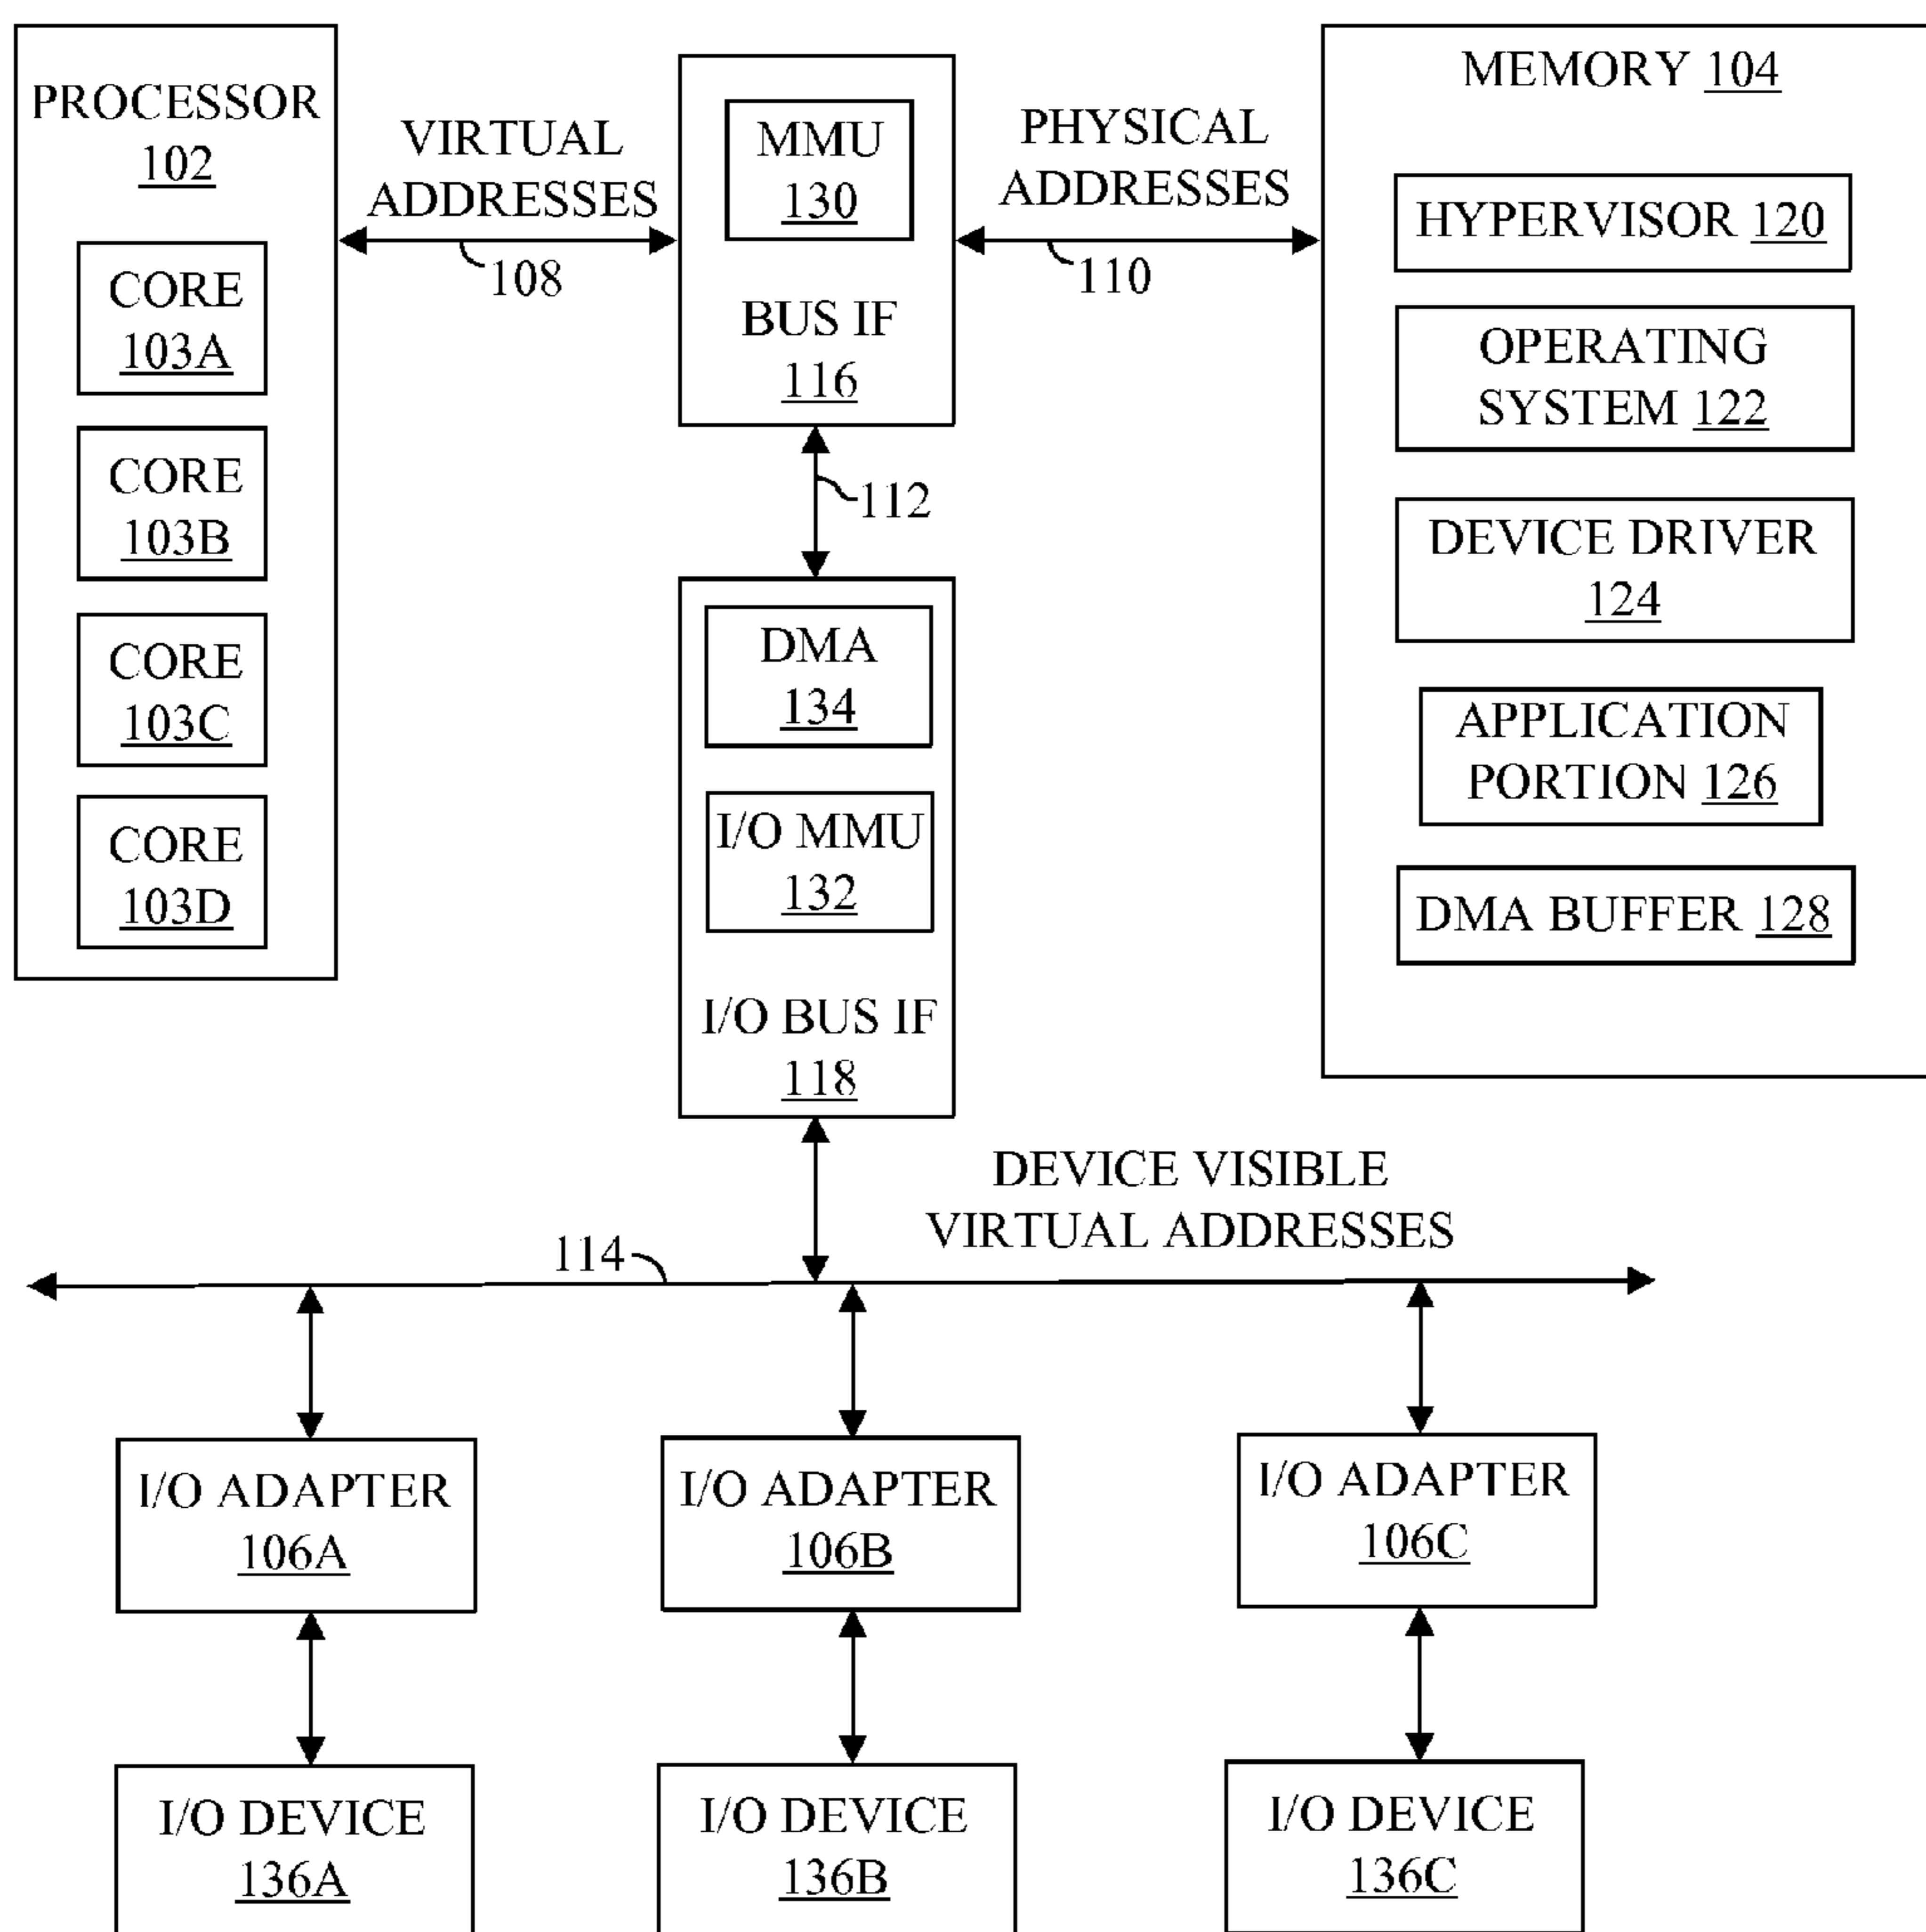 PROCESSOR
102
CORE
103A
CORE
103B
CORE
103C
CORE
103D
VIRTUAL
ADDRESSES
108
MMU
130
BUS IF
116
PHYSICAL
ADDRESSES
110
MEMORY 104
HYPERVISOR 120
OPERATING
SYSTEM 122
DEVICE DRIVER
124
APPLICATION
PORTION 126
DMA BUFFER 128
112
DMA
134
I/O MMU
132
I/O BUS IF
118
DEVICE VISIBLE
VIRTUAL ADDRESSES
114
I/O ADAPTER
106A
I/O ADAPTER
106B
I/O ADAPTER
106C
I/O DEVICE
136A
I/O DEVICE
136B
I/O DEVICE
136C